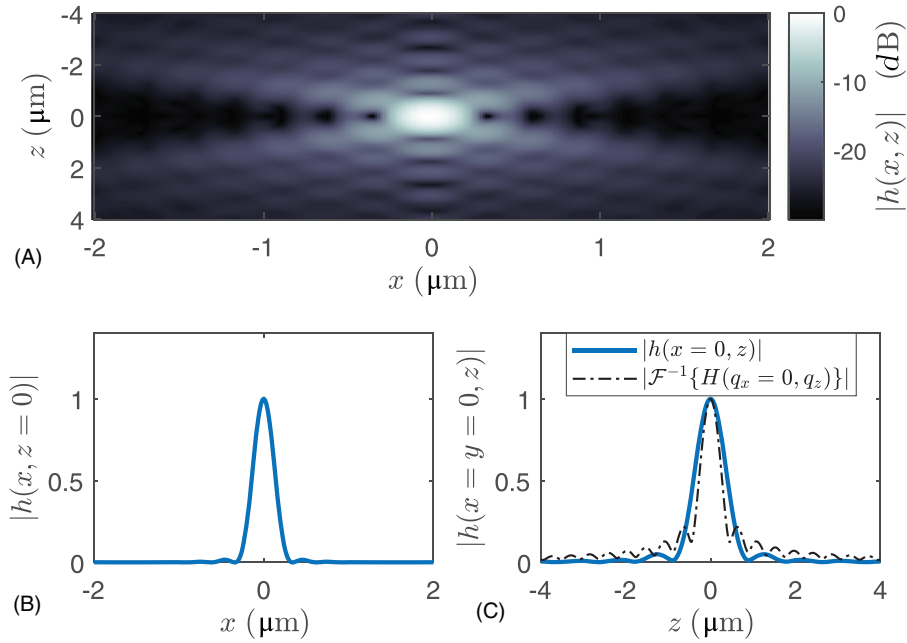 -4
-2
0
2
4
z (μm)
-2
-1
0
1
2
x (μm)
(A)
0
-10
-20
|h(x, z)| (dB)
1
0.5
0
|h(x, z = 0)|
-2
0
2
x (μm)
(B)
1
0.5
0
|h(x = y = 0, z)|
|h(x = 0, z)|
|ℱ⁻¹{H(qₓ = 0, q_z)}|
-4
-2
0
2
4
z (μm)
(C)